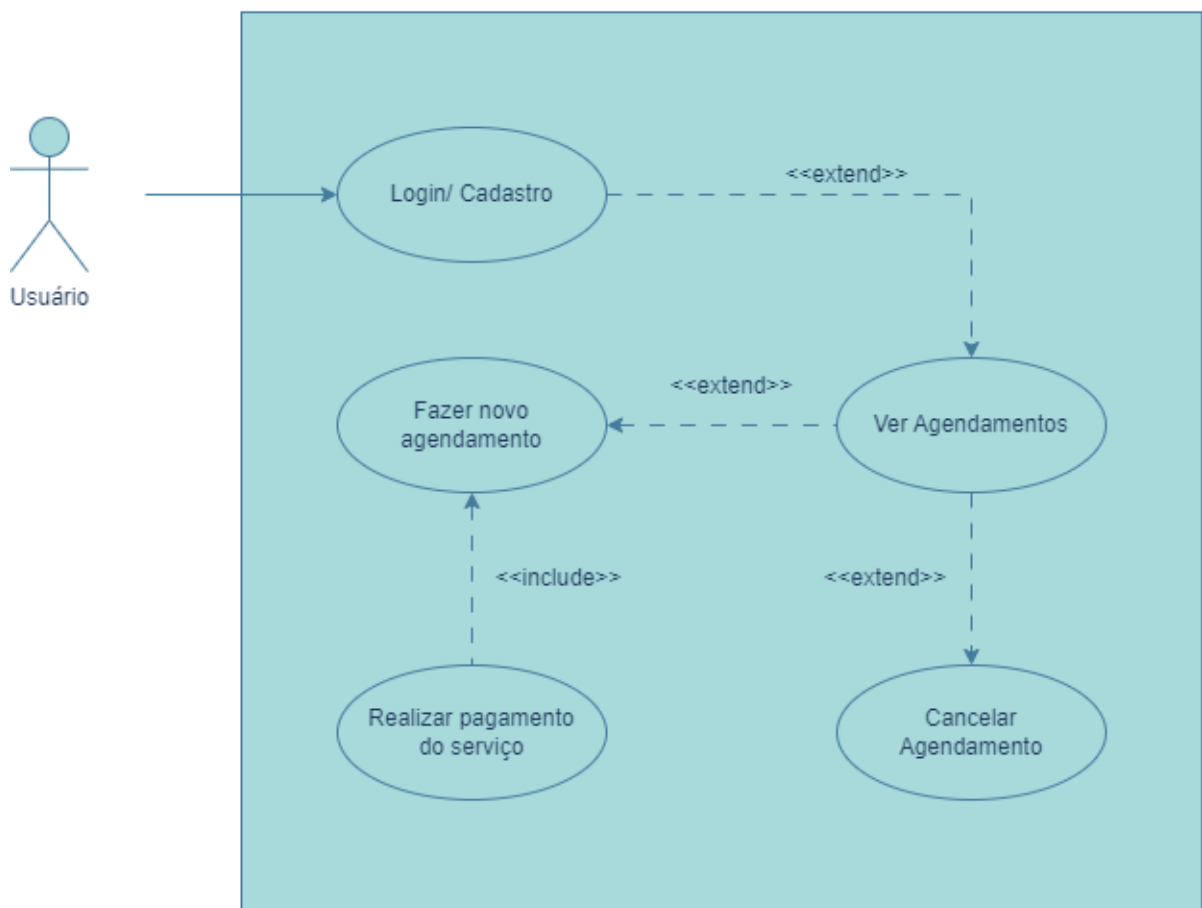 Login/ Cadastro
<<extend>>
Usuário
Fazer novo
agendamento
<<extend>>
Ver Agendamentos
<<include>>
<<extend>>
Realizar pagamento
do serviço
Cancelar
Agendamento